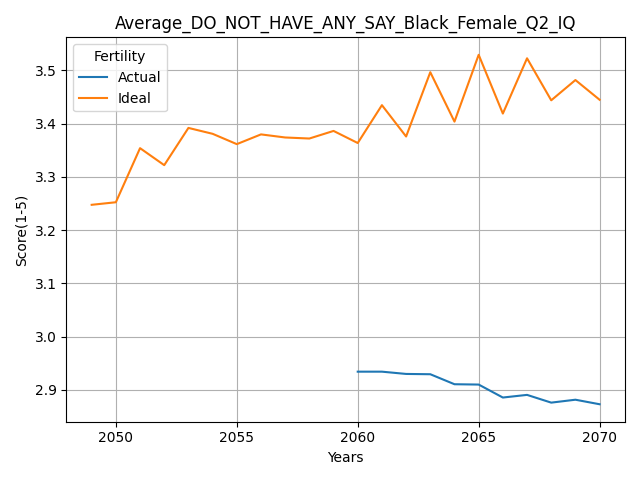 Average_DO_NOT_HAVE_ANY_SAY_Black_Female_Q2_IQ
Fertility
Actual
Ideal
3.5
3.4
3.3
3.2
3.1
3.0
2.9
Score(1-5)
2050 2055 2060 2065 2070
Years